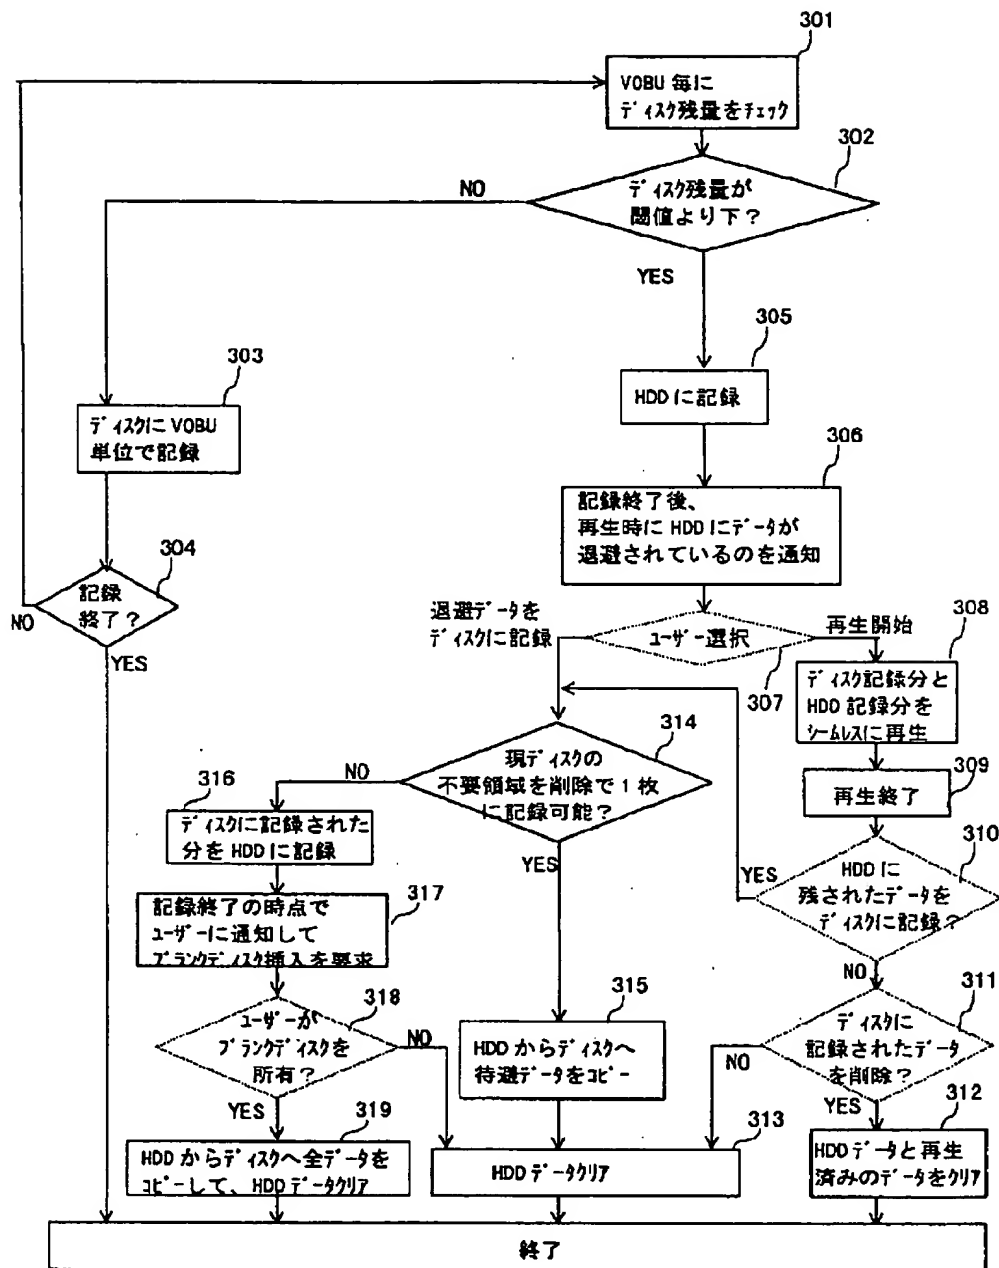 301
VOBU 毎に
ディスク残量をチェック
302
ディスク残量が
閾値より下？
NO
YES
303
ディスクに VOBU
単位で記録
304
記録
終了？
NO
YES
305
HDD に記録
306
記録終了後、
再生時に HDD にデータが
退避されているのを通知
退避データを
ディスクに記録
ユーザー選択
307
再生開始
308
ディスク記録分と
HDD 記録分を
シームレスに再生
309
再生終了
310
HDD に
残されたデータを
ディスクに記録？
YES
NO
311
ディスクに
記録されたデータ
を削除？
NO
YES
312
HDD データと再生
済みのデータをクリア
314
現ディスクの
不要領域を削除で１枚
に記録可能？
NO
YES
315
HDD からディスクへ
待避データをコピー
316
ディスクに記録された
分を HDD に記録
317
記録終了の時点で
ユーザーに通知して
ブランクディスク挿入を要求
318
ユーザーが
ブランクディスクを
所有？
NO
YES
319
HDD からディスクへ全データを
コピーして、HDD データクリア
313
HDD データクリア
終了